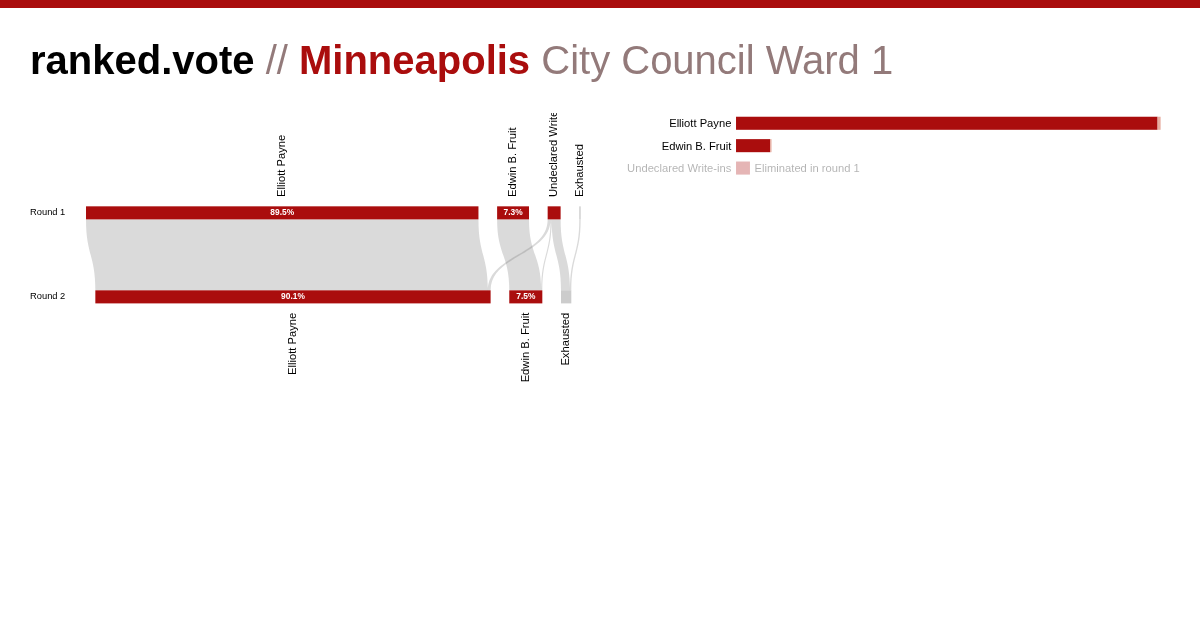 ranked.vote // Minneapolis City Council Ward 1
Elliott Payne
Edwin B. Fruit
Undeclared Write
Exhausted
Round 1
89.5%
7.3%
Round 2
90.1%
7.5%
Elliott Payne
Edwin B. Fruit
Exhausted
Elliott Payne
Edwin B. Fruit
Undeclared Write-ins
Eliminated in round 1